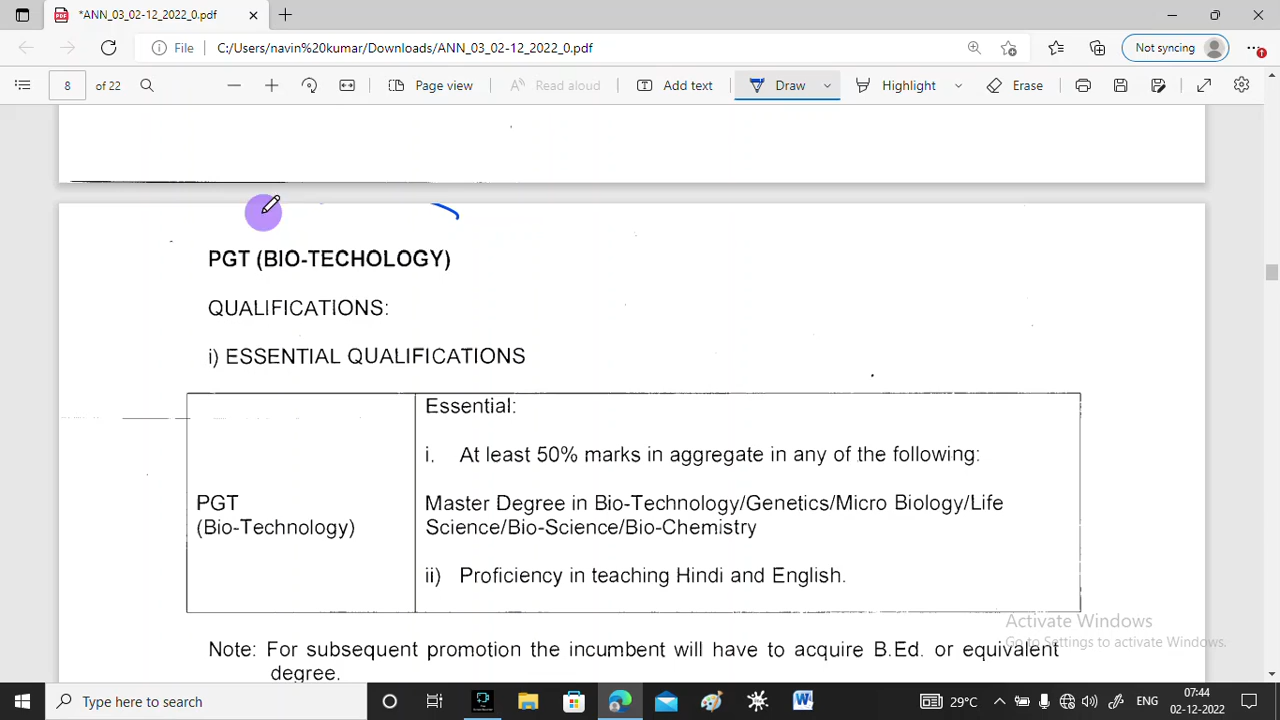 *ANN_03_02-12_2022_0.pdf
File
C:/Users/navin%20kumar/Downloads/ANN_03_02-12_2022_0.pdf
Not syncing
8 of 22
Page view
Read aloud
Add text
Draw
Highlight
Erase
PGT (BIO-TECHOLOGY)
QUALIFICATIONS:
i) ESSENTIAL QUALIFICATIONS
Essential:
i. At least 50% marks in aggregate in any of the following:
PGT
(Bio-Technology)
Master Degree in Bio-Technology/Genetics/Micro Biology/Life
Science/Bio-Science/Bio-Chemistry
ii) Proficiency in teaching Hindi and English.
Note: For subsequent promotion the incumbent will have to acquire B.Ed. or equivalent
degree.
Activate Windows
Go to Settings to activate Windows.
Type here to search
29°C
ENG
07:44
02-12-2022